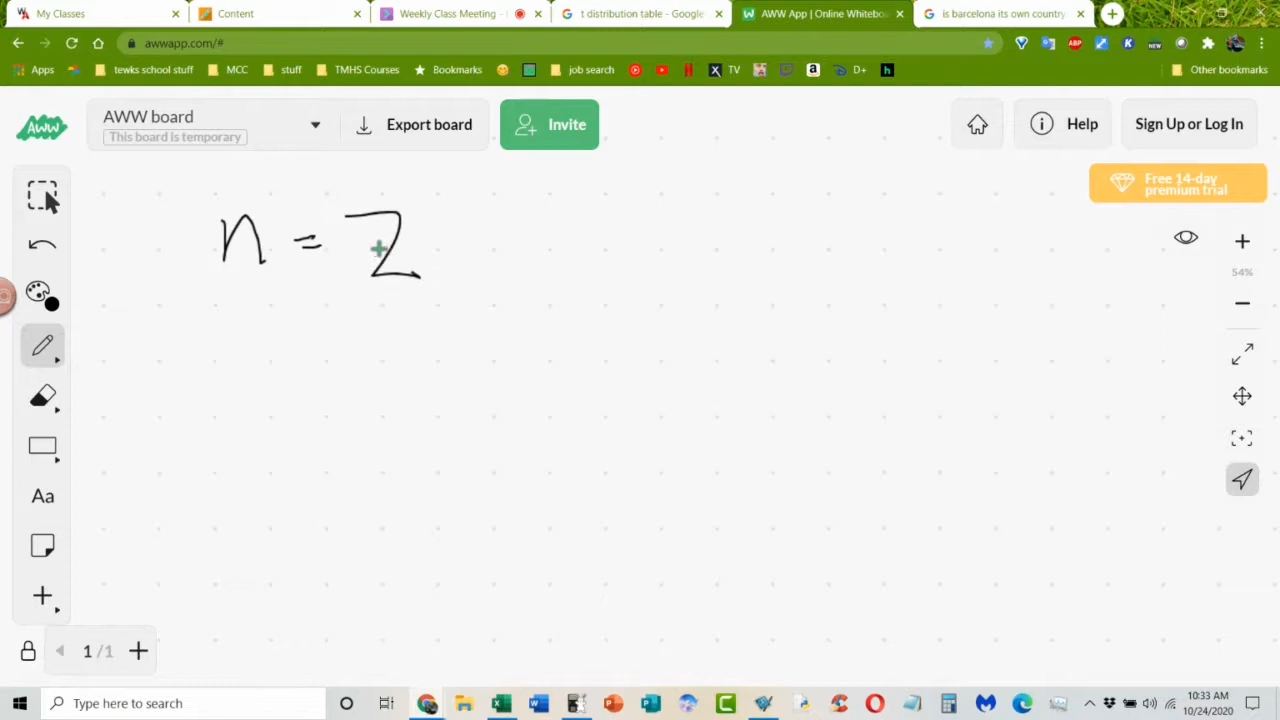 My Classes
Content
Weekly Class Meeting -
t distribution table - Google
AWW App | Online Whiteboa
is barcelona its own country
awwapp.com/#
Apps
tewks school stuff
MCC
stuff
TMHS Courses
Bookmarks
job search
TV
D+
Other bookmarks
AWW
AWW board
This board is temporary
Export board
Invite
Help
Sign Up or Log In
Free 14-day
premium trial
n = Z
54%
Aa
1 / 1
Type here to search
10:33 AM
10/24/2020